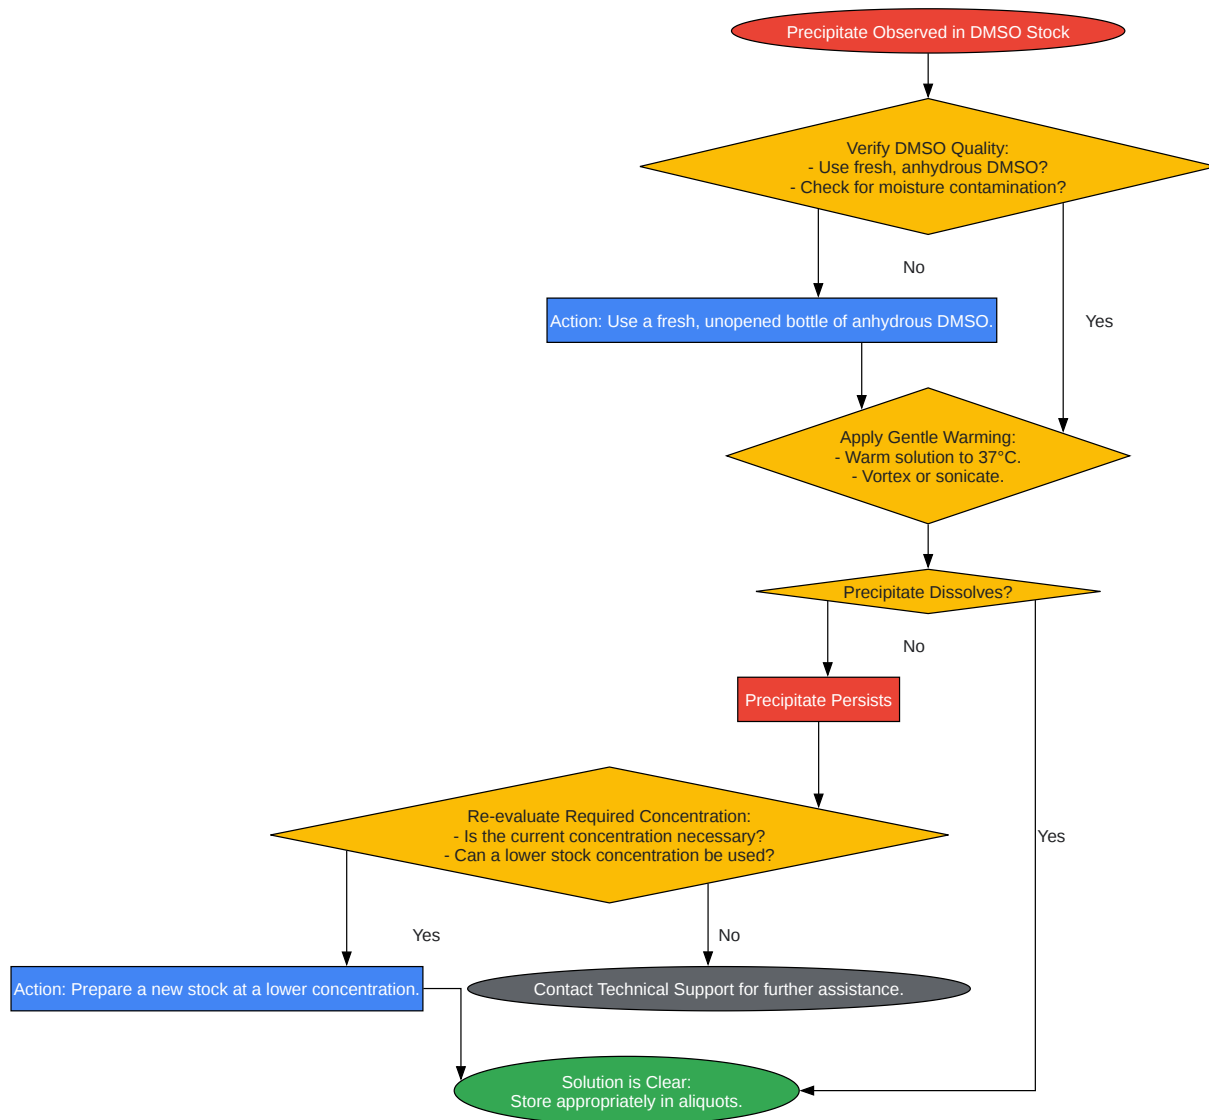 Precipitate Observed in DMSO Stock
Verify DMSO Quality:
- Use fresh, anhydrous DMSO?
- Check for moisture contamination?
No
Yes
Action: Use a fresh, unopened bottle of anhydrous DMSO.
Apply Gentle Warming:
- Warm solution to 37°C.
- Vortex or sonicate.
Precipitate Dissolves?
No
Yes
Precipitate Persists
Re-evaluate Required Concentration:
- Is the current concentration necessary?
- Can a lower stock concentration be used?
Yes
No
Action: Prepare a new stock at a lower concentration.
Contact Technical Support for further assistance.
Solution is Clear:
Store appropriately in aliquots.